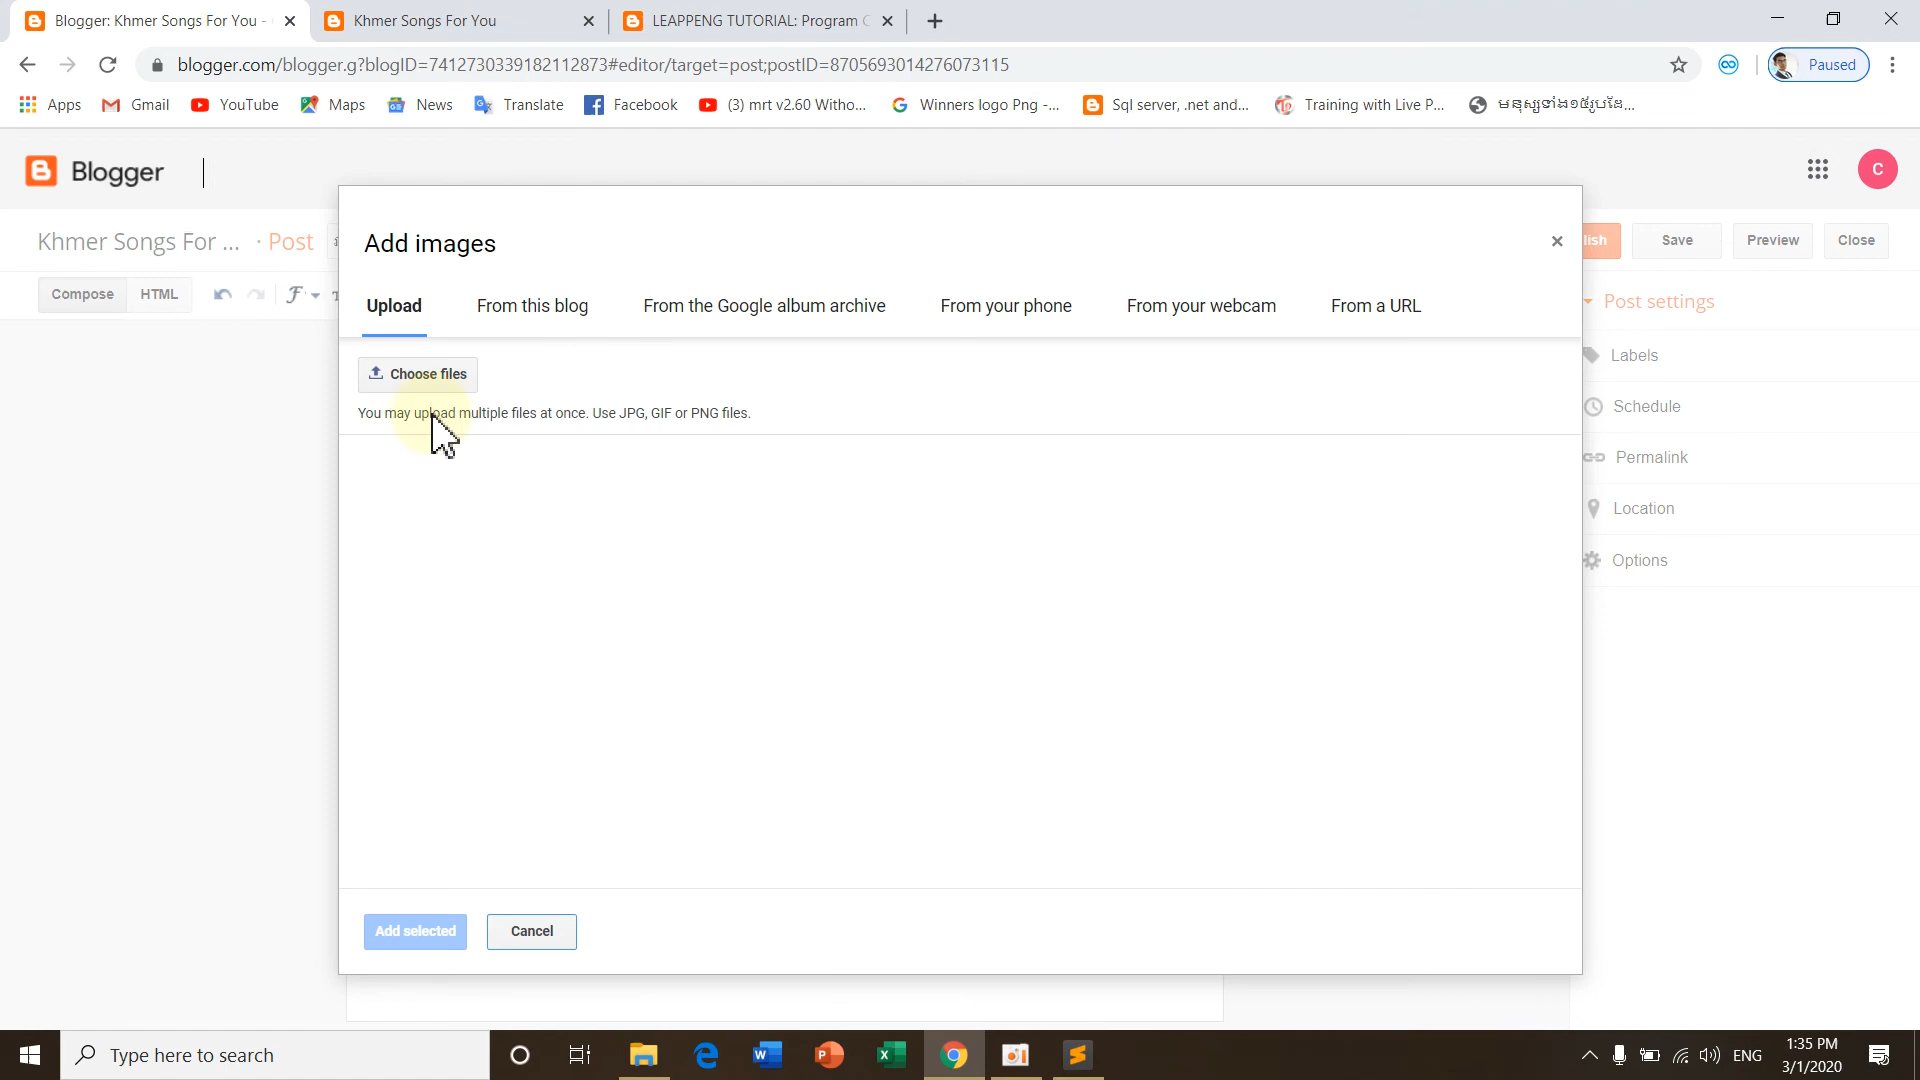 Blogger: Khmer Songs For You -
Khmer Songs For You
LEAPPENG TUTORIAL: Program C
blogger.com/blogger.g?blogID=7412730339182112873#editor/target=post;postID=8705693014276073115
Paused
Apps
Gmail
YouTube
Maps
News
Translate
Facebook
(3) mrt v2.60 Witho...
Winners logo Png -...
Sql server, .net and...
Training with Live P...
មនុស្សទាំង១៥រូបដែ...
Blogger
C
Khmer Songs For ... · Post
lish
Save
Preview
Close
Compose
HTML
Add images
Upload
From this blog
From the Google album archive
From your phone
From your webcam
From a URL
Choose files
You may upload multiple files at once. Use JPG, GIF or PNG files.
Post settings
Labels
Schedule
Permalink
Location
Options
Add selected
Cancel
Type here to search
ENG
1:35 PM
3/1/2020